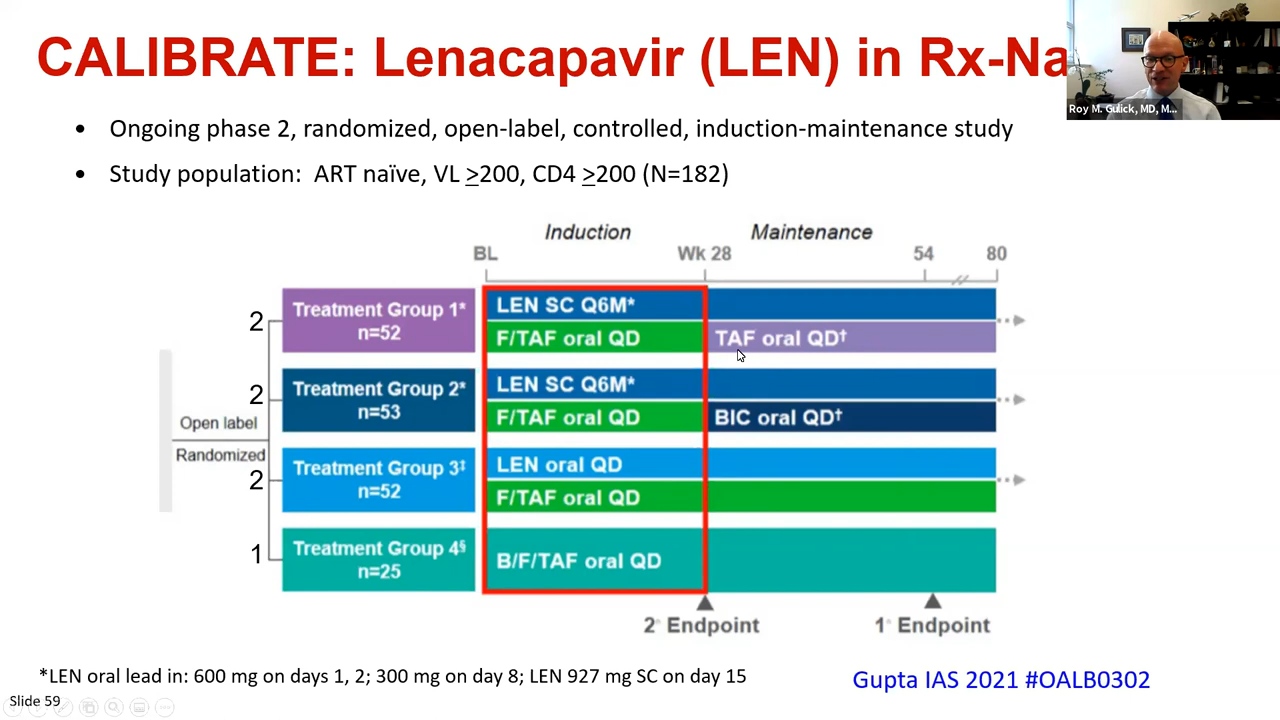 CALIBRATE: Lenacapavir (LEN) in Rx-Na
Roy M. Gulick, MD, M...
• Ongoing phase 2, randomized, open-label, controlled, induction-maintenance study
• Study population: ART naïve, VL ≥200, CD4 ≥200 (N=182)
Induction Maintenance
BL Wk 28 54 80
2 Treatment Group 1* n=52
LEN SC Q6M*
F/TAF oral QD TAF oral QD†
2 Treatment Group 2* n=53
LEN SC Q6M*
F/TAF oral QD BIC oral QD†
Open label
Randomized
2 Treatment Group 3‡ n=52
LEN oral QD
F/TAF oral QD
1 Treatment Group 4§ n=25
B/F/TAF oral QD
2° Endpoint 1° Endpoint
*LEN oral lead in: 600 mg on days 1, 2; 300 mg on day 8; LEN 927 mg SC on day 15
Gupta IAS 2021 #OALB0302
Slide 59